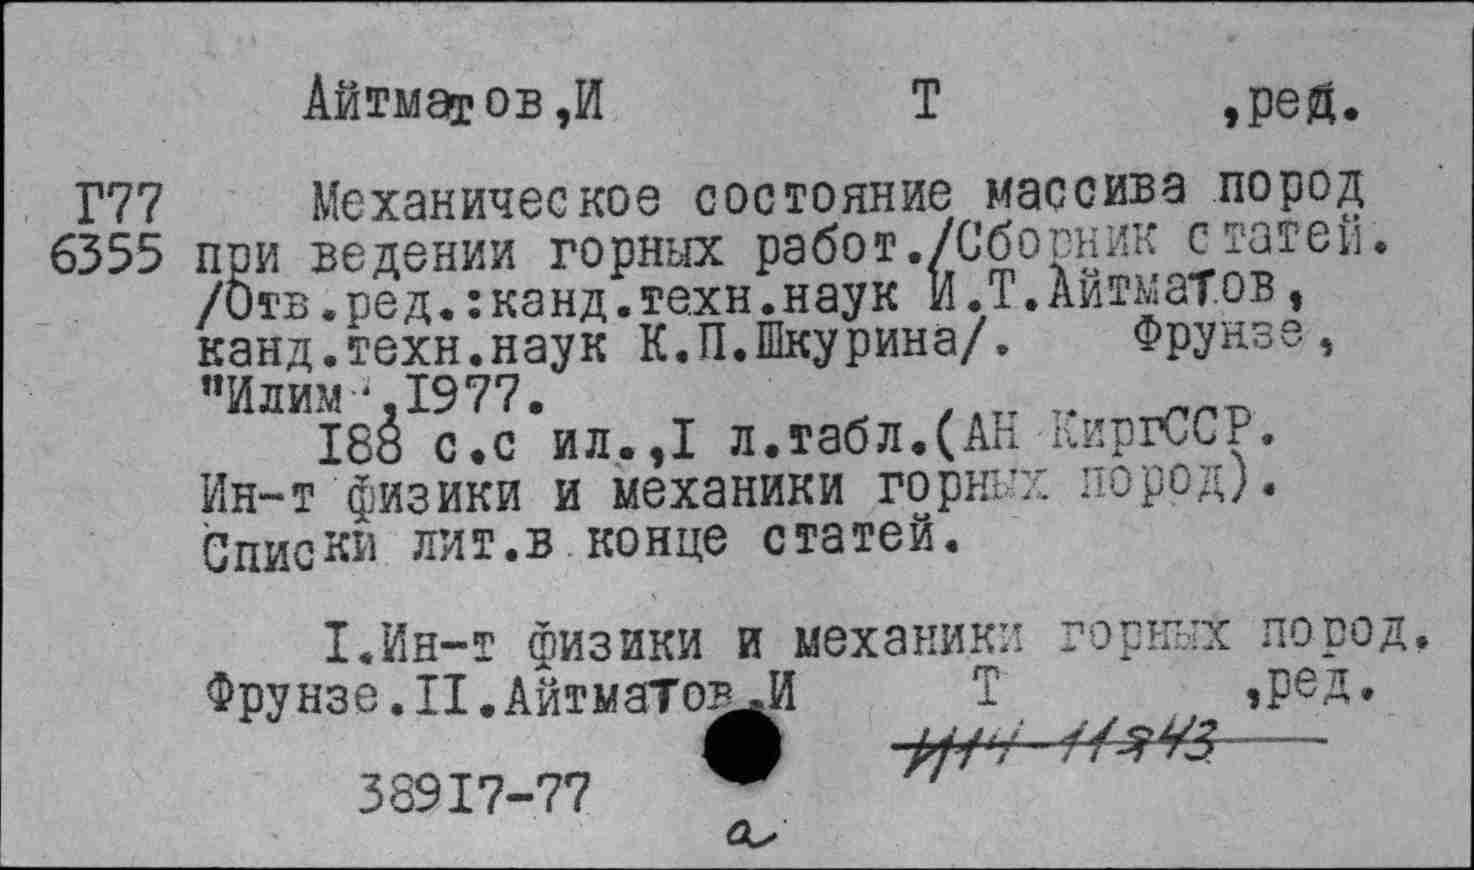 Айтматов,И Т ,ред.
Г77 Механическое состояние массива пород
6355 при ведении горных работ./Сборник статей.
/Отв.ред.:канд.техн.наук И.Т.Айтматов,
канд.техн.наук К.П.Шкурина/. Фрунзе,
"Илим",1977.
188 с.с ил.,I л.табл.(АН КиргССР.
Ин-т физики и механики горных пород).
Списки лит.в конце статей.
I.Ин-т физики и механики горных пород.
Фрунзе.II.Айтматов,И Т ,ред.
38917-77